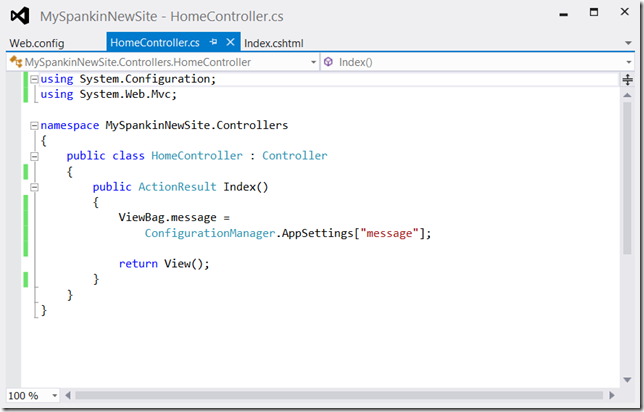 MySpankinNewSite - HomeController.cs
Web.config HomeController.cs Index.cshtml
MySpankinNewSite.Controllers.HomeController Index()
using System.Configuration;
using System.Web.Mvc;
namespace MySpankinNewSite.Controllers
{
    public class HomeController : Controller
    {
        public ActionResult Index()
        {
            ViewBag.message =
                ConfigurationManager.AppSettings["message"];
            return View();
        }
    }
}
100 %